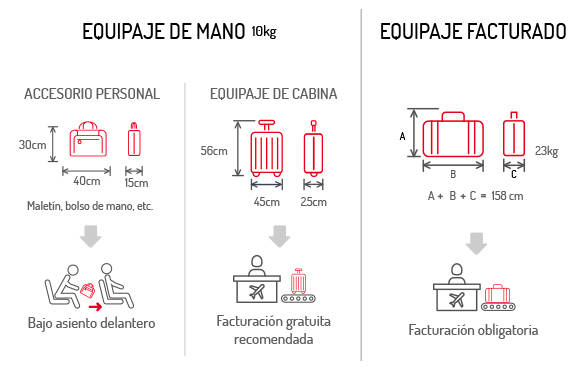 EQUIPAJE DE MANO 10kg
ACCESORIO PERSONAL
30cm
40cm
15cm
Maletín, bolso de mano, etc.
Bajo asiento delantero
EQUIPAJE DE CABINA
56cm
45cm
25cm
Facturación gratuita
recomendada
EQUIPAJE FACTURADO
A
B
C
23kg
A + B + C = 158 cm
Facturación obligatoria